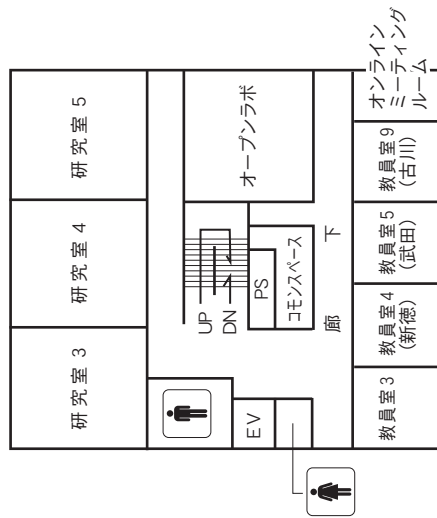 研究室 3
研究室 4
研究室 5
UP
DN
オープンラボ
EV
PS
コモンスペース
廊
下
教員室 3
教員室 4
(新徳)
教員室 5
(武田)
教員室 9
(古川)
オンライン
ミーティング
ルーム